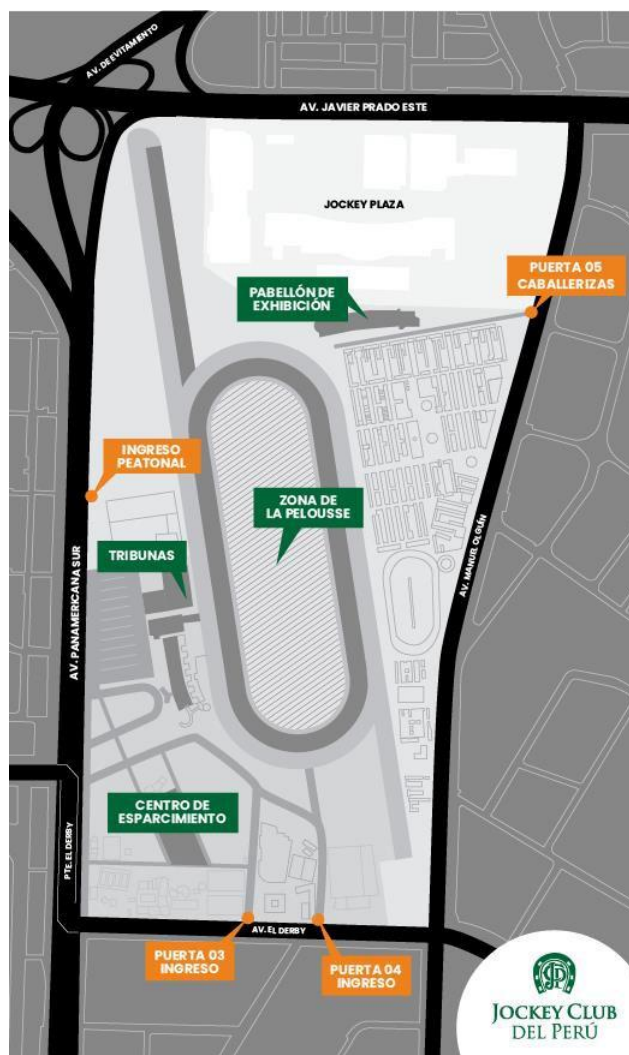 AV. DE EVITAMIENTO
AV. JAVIER PRADO ESTE
JOCKEY PLAZA
PUERTA 05
CABALLERIZAS
PABELLÓN DE
EXHIBICIÓN
INGRESO
PEATONAL
ZONA DE
LA PELOUSSE
TRIBUNAS
AV. MANUEL OLGUÍN
AV. PANAMERICANA SUR
CENTRO DE
ESPARCIMIENTO
PTE. EL DERBY
AV. EL DERBY
PUERTA 03
INGRESO
PUERTA 04
INGRESO
JOCKEY CLUB
DEL PERÚ